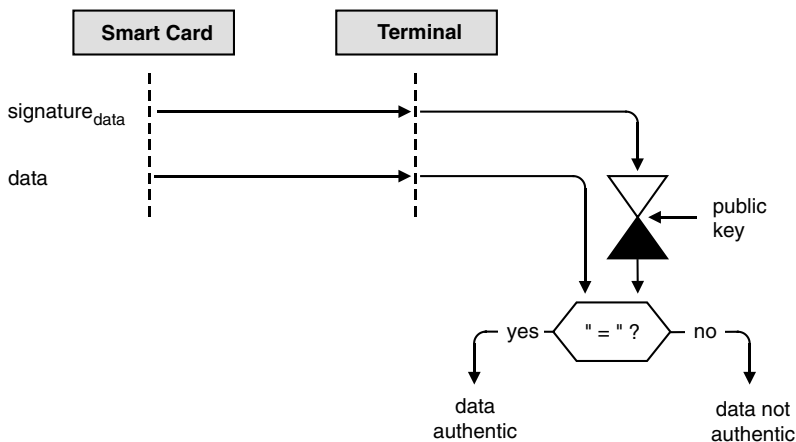 Smart Card
Terminal
signature_data
data
public
key
yes
" = " ?
no
data
authentic
data not
authentic